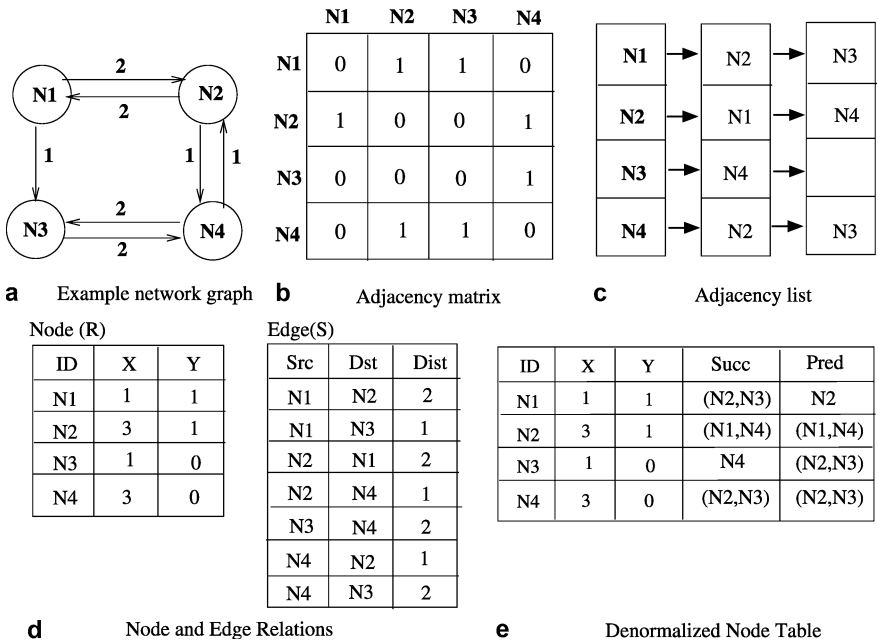 2
N1 N2
2
1 1 1
2
N3 N4
2
a Example network graph
N1 N2 N3 N4
N1 0 1 1 0
N2 1 0 0 1
N3 0 0 0 1
N4 0 1 1 0
b Adjacency matrix
N1 N2 N3
N2 N1 N4
N3 N4
N4 N2 N3
c Adjacency list
Node (R)
ID X Y
N1 1 1
N2 3 1
N3 1 0
N4 3 0
Edge(S)
Src Dst Dist
N1 N2 2
N1 N3 1
N2 N1 2
N2 N4 1
N3 N4 2
N4 N2 1
N4 N3 2
d Node and Edge Relations
ID X Y Succ Pred
N1 1 1 (N2,N3) N2
N2 3 1 (N1,N4) (N1,N4)
N3 1 0 N4 (N2,N3)
N4 3 0 (N2,N3) (N2,N3)
e Denormalized Node Table